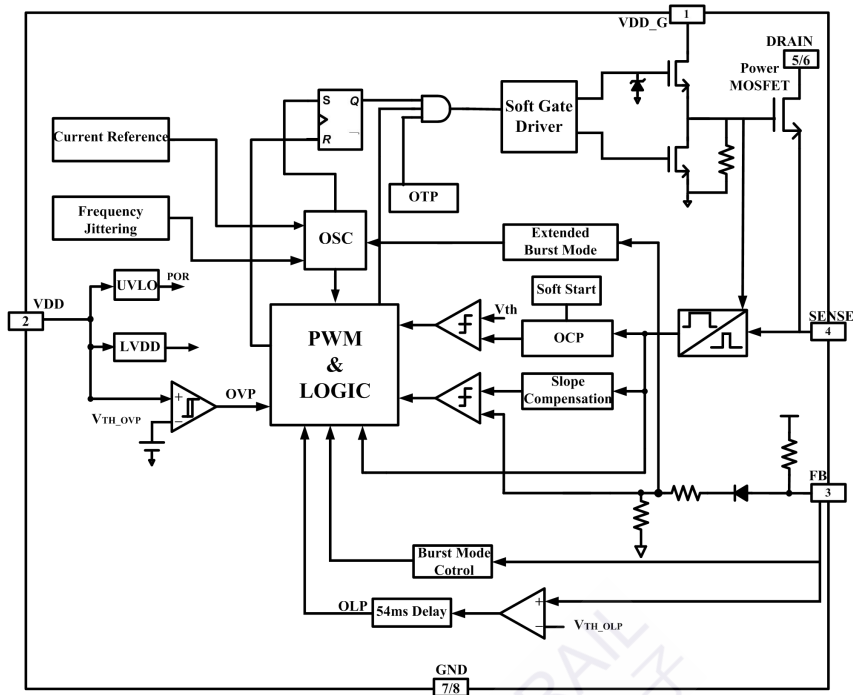 1
VDD_G
DRAIN
5/6
Power
MOSFET
S
Q
R
Soft Gate
Driver
Current Reference
OTP
Frequency
Jittering
OSC
Extended
Burst Mode
UVLO
POR
VDD
2
LVDD
Soft Start
Vth
OCP
SENSE
4
PWM
&
LOGIC
Slope
Compensation
OVP
+
−
VTH_OVP
FB
3
Burst Mode
Cotrol
OLP
54ms Delay
+
−
VTH_OLP
GND
7/8
RAIL
子